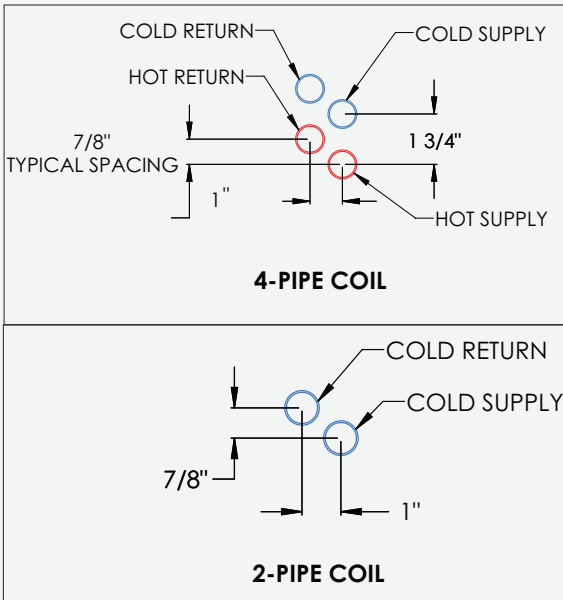 COLD RETURN
COLD SUPPLY
HOT RETURN
7/8"
TYPICAL SPACING
1 3/4"
1"
HOT SUPPLY
4-PIPE COIL
COLD RETURN
COLD SUPPLY
7/8"
1"
2-PIPE COIL